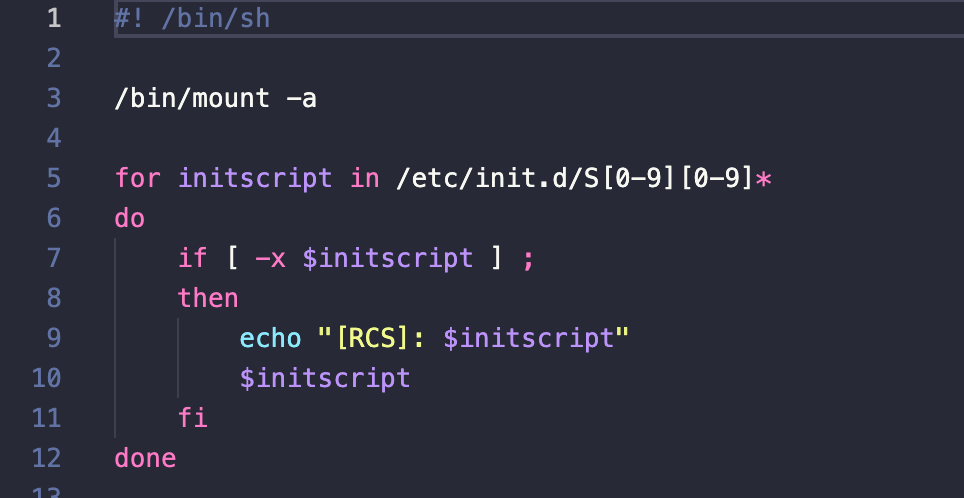 1 #! /bin/sh
2
3 /bin/mount -a
4
5 for initscript in /etc/init.d/S[0-9][0-9]*
6 do
7     if [ -x $initscript ] ;
8     then
9         echo "[RCS]: $initscript"
10         $initscript
11     fi
12 done
13